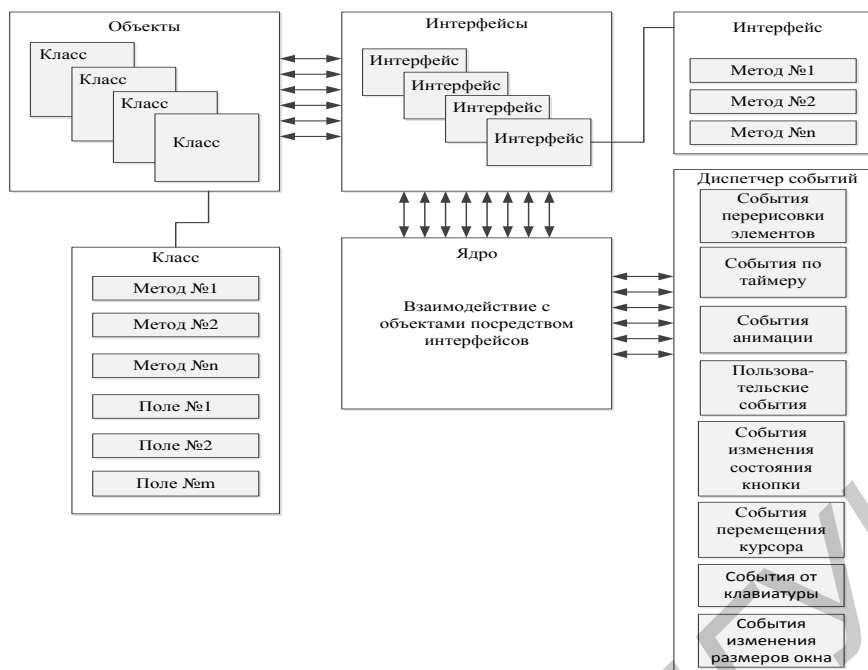 Объекты
Класс
Класс
Класс
Класс
Интерфейсы
Интерфейс
Интерфейс
Интерфейс
Интерфейс
Интерфейс
Метод №1
Метод №2
Метод №n
Класс
Метод №1
Метод №2
Метод №n
Поле №1
Поле №2
Поле №m
Ядро
Взаимодействие с
объектами посредством
интерфейсов
Диспетчер событий
События
перерисовки
элементов
События по
таймеру
События
анимации
Пользова-
тельские
события
События
изменения
состояния
кнопки
События
перемещения
курсора
События от
клавиатуры
События
изменения
размеров окна